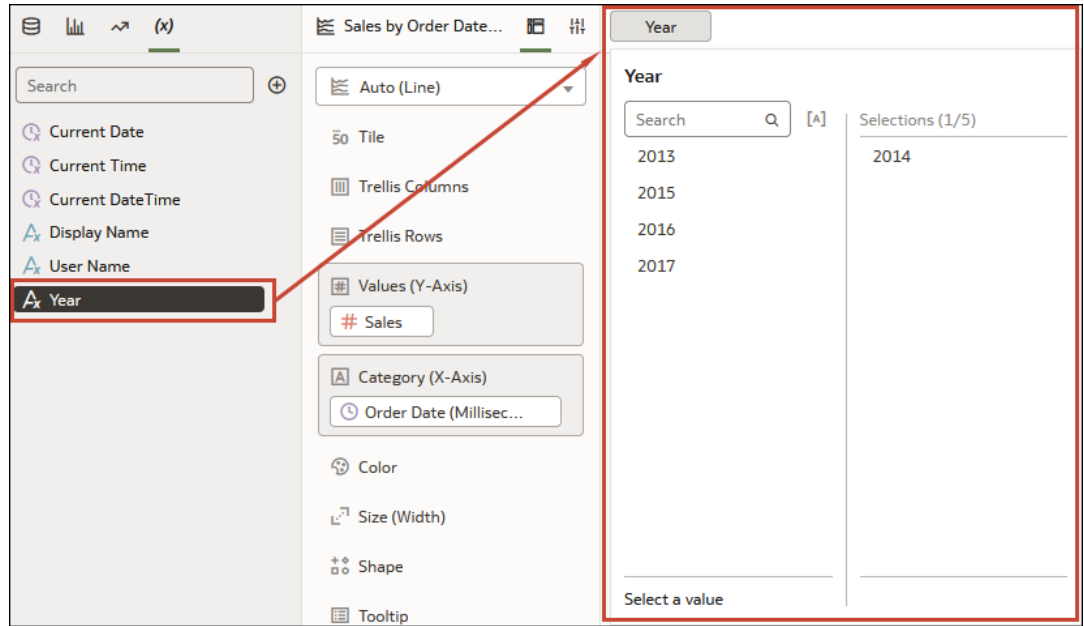 (x)
Search
Current Date
Current Time
Current DateTime
Display Name
User Name
Year
Sales by Order Date...
Auto (Line)
50 Tile
Trellis Columns
Trellis Rows
Values (Y-Axis)
# Sales
A Category (X-Axis)
Order Date (Millisec...
Color
Size (Width)
Shape
Tooltip
Year
Year
Search [A]
2013
2015
2016
2017
Select a value
Selections (1/5)
2014